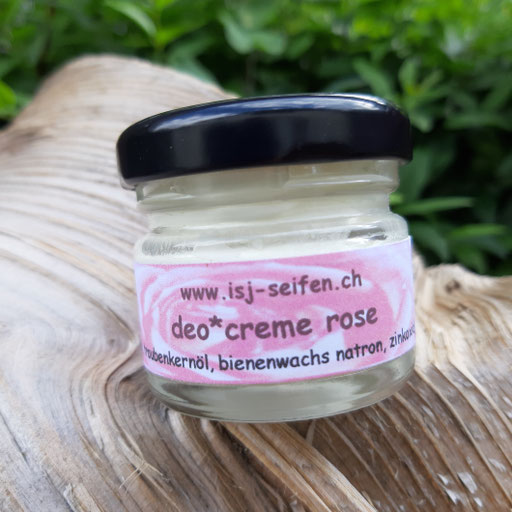 www.isj-seifen.ch
deo*creme rose
bienenwachs natron,